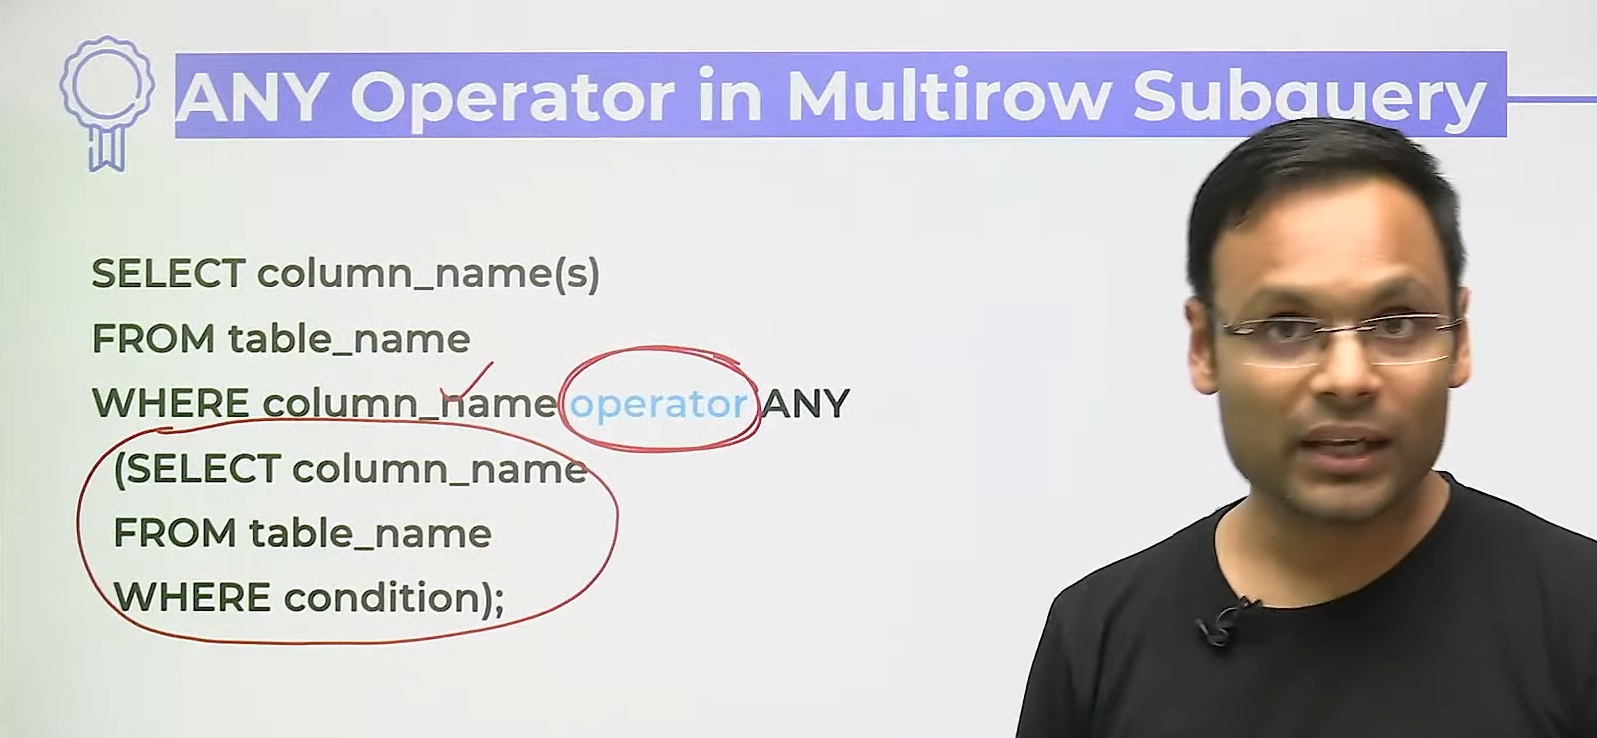 ANY Operator in Multirow Subquery
SELECT column_name(s)
FROM table_name
WHERE column_name operator ANY
(SELECT column_name
FROM table_name
WHERE condition);